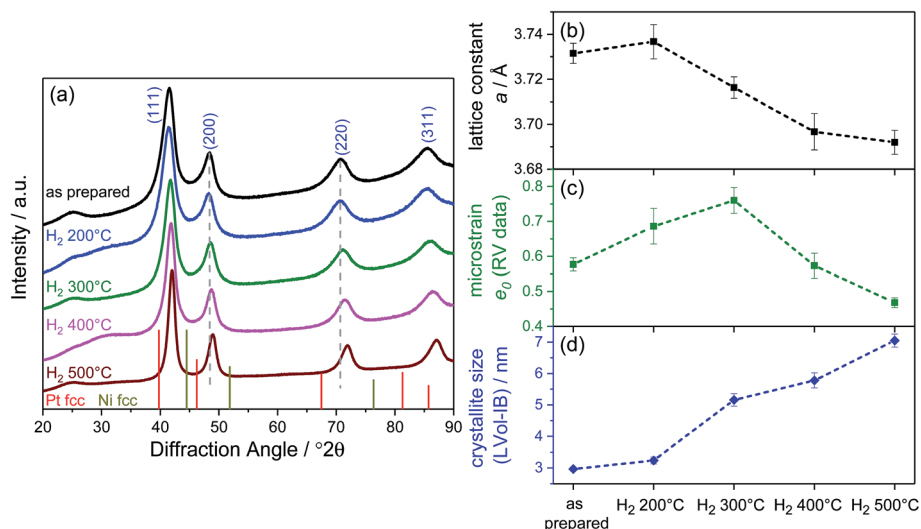 (a)
(111)
(200)
(220)
(311)
as prepared
H₂ 200°C
H₂ 300°C
H₂ 400°C
H₂ 500°C
Pt fcc
Ni fcc
Intensity / a.u.
20
30
40
50
60
70
80
90
Diffraction Angle / °2θ
(b)
lattice constant
a / Å
3.74
3.72
3.70
3.68
(c)
microstrain
e₀ (RV data)
0.8
0.7
0.6
0.5
0.4
(d)
crystallite size
(LVol-IB) / nm
7
6
5
4
3
as
prepared
H₂ 200°C
H₂ 300°C
H₂ 400°C
H₂ 500°C